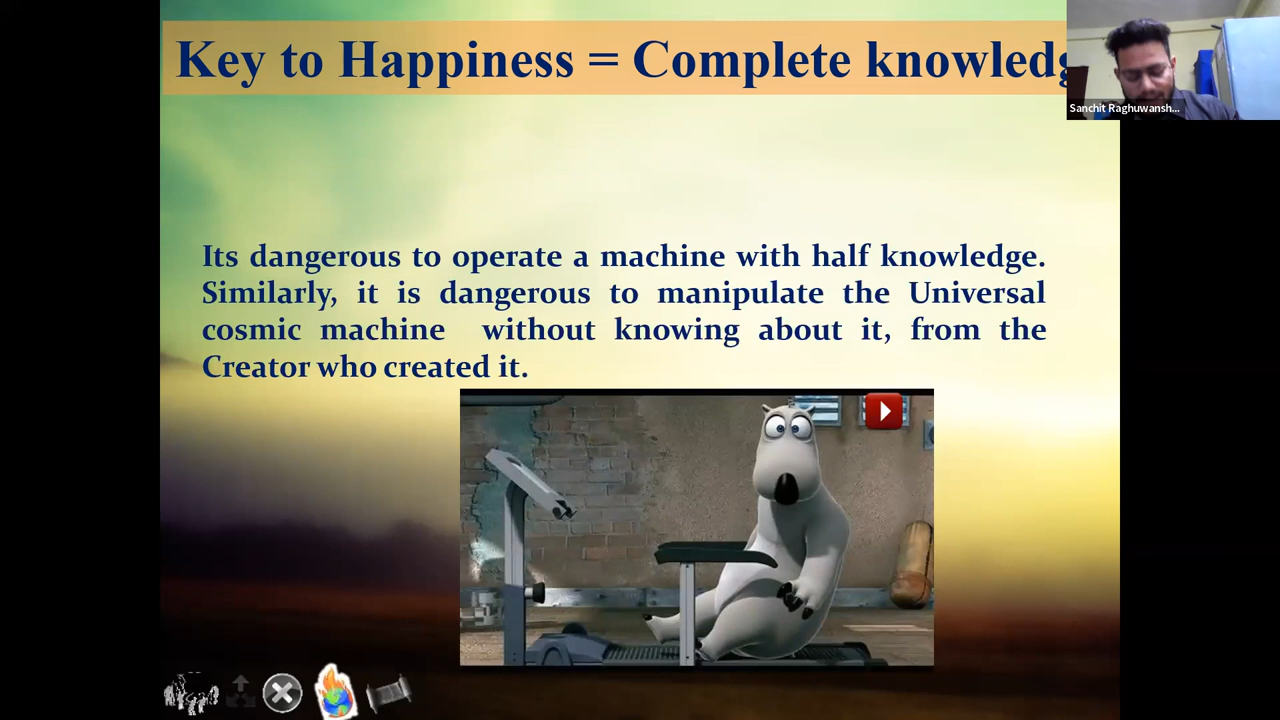 Key to Happiness = Complete knowledg
Sanchit Raghuwansh...
Its dangerous to operate a machine with half knowledge.
Similarly, it is dangerous to manipulate the Universal
cosmic machine without knowing about it, from the
Creator who created it.